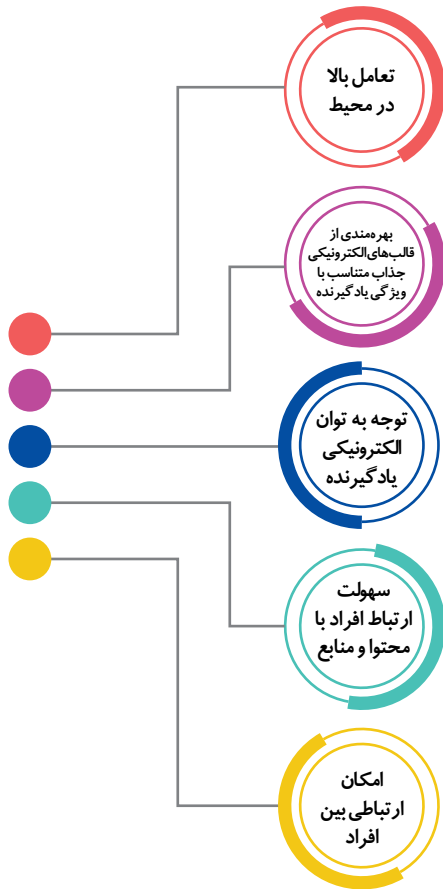 تعامل بالا
در محیط
بهره‌مندی از
قالب‌های‌الکترونیکی
جذاب متناسب با
ویژگی یادگیرنده
توجه به توان
الکترونیکی
یادگیرنده
سهولت
ارتباط افراد با
محتوا و منابع
امکان
ارتباطی بین
افراد